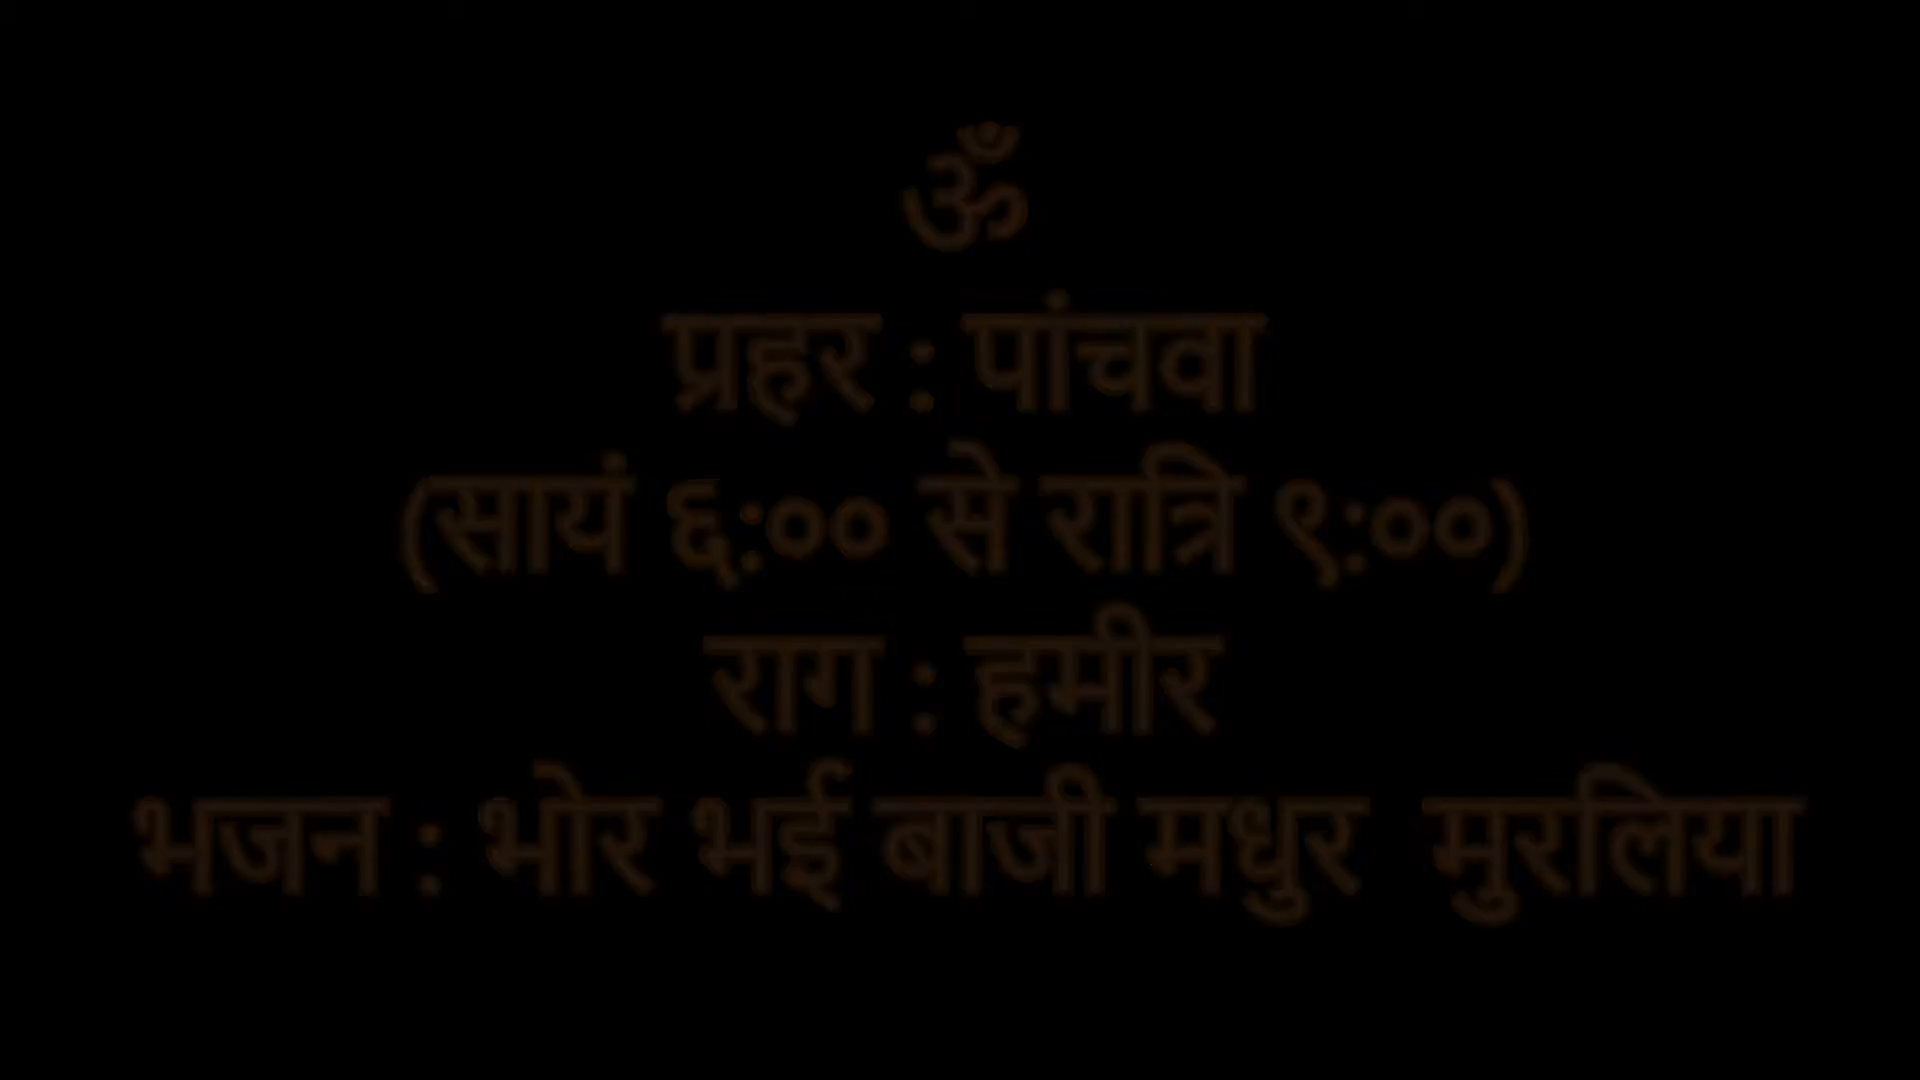 ॐ
प्रहर : पांचवा
(सायं ६:०० से रात्रि ९:००)
राग : हमीर
भजन : भोर भई बाजी मधुर मुरलिया